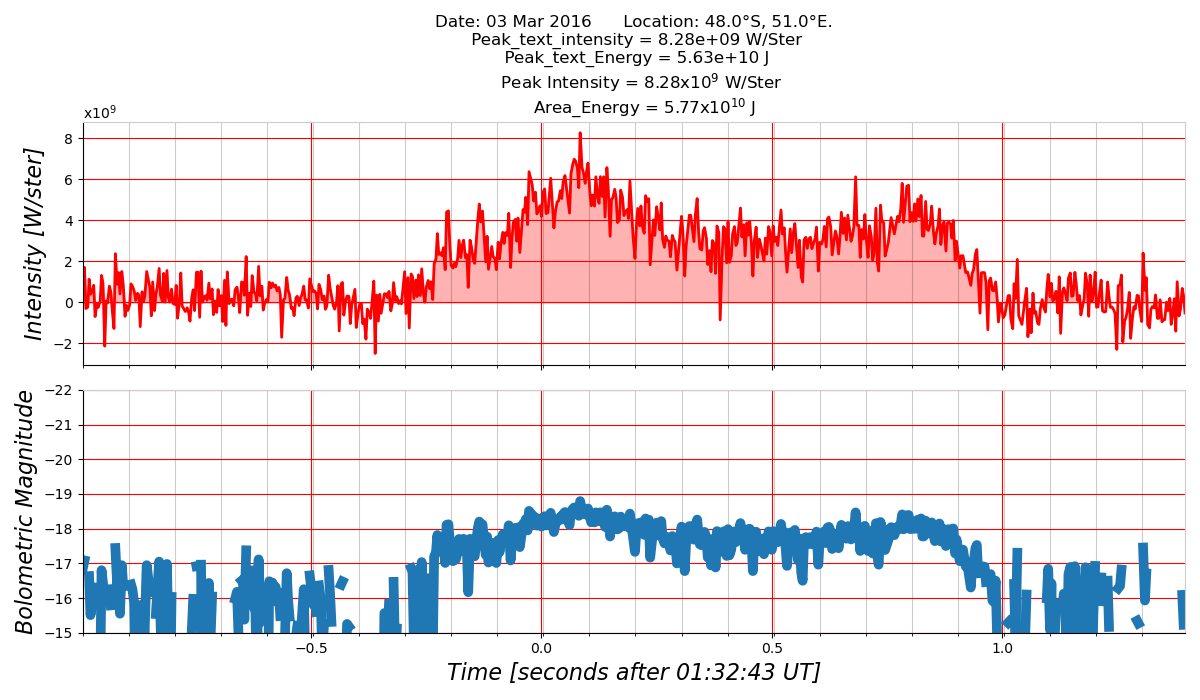 Date: 03 Mar 2016      Location: 48.0°S, 51.0°E.
Peak_text_intensity = 8.28e+09 W/Ster
Peak_text_Energy = 5.63e+10 J
Peak Intensity = 8.28x10⁹ W/Ster
Area_Energy = 5.77x10¹⁰ J
x10⁹
8
6
4
2
0
−2
Intensity [W/ster]
−22
−21
−20
−19
−18
−17
−16
−15
Bolometric Magnitude
−0.5 0.0 0.5 1.0
Time [seconds after 01:32:43 UT]